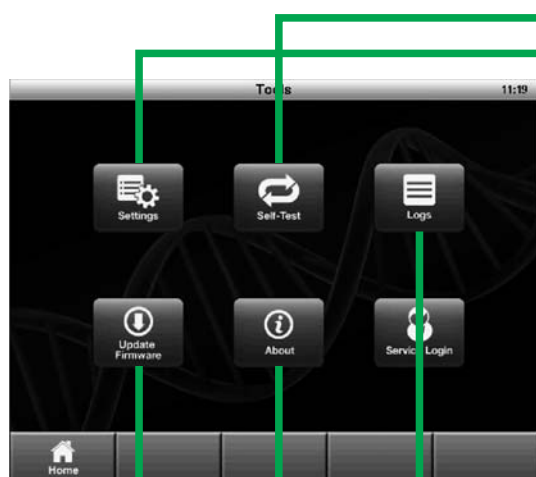 Tools
11:19
Settings
Self-Test
Logs
Update
Firmware
About
Service Login
Home